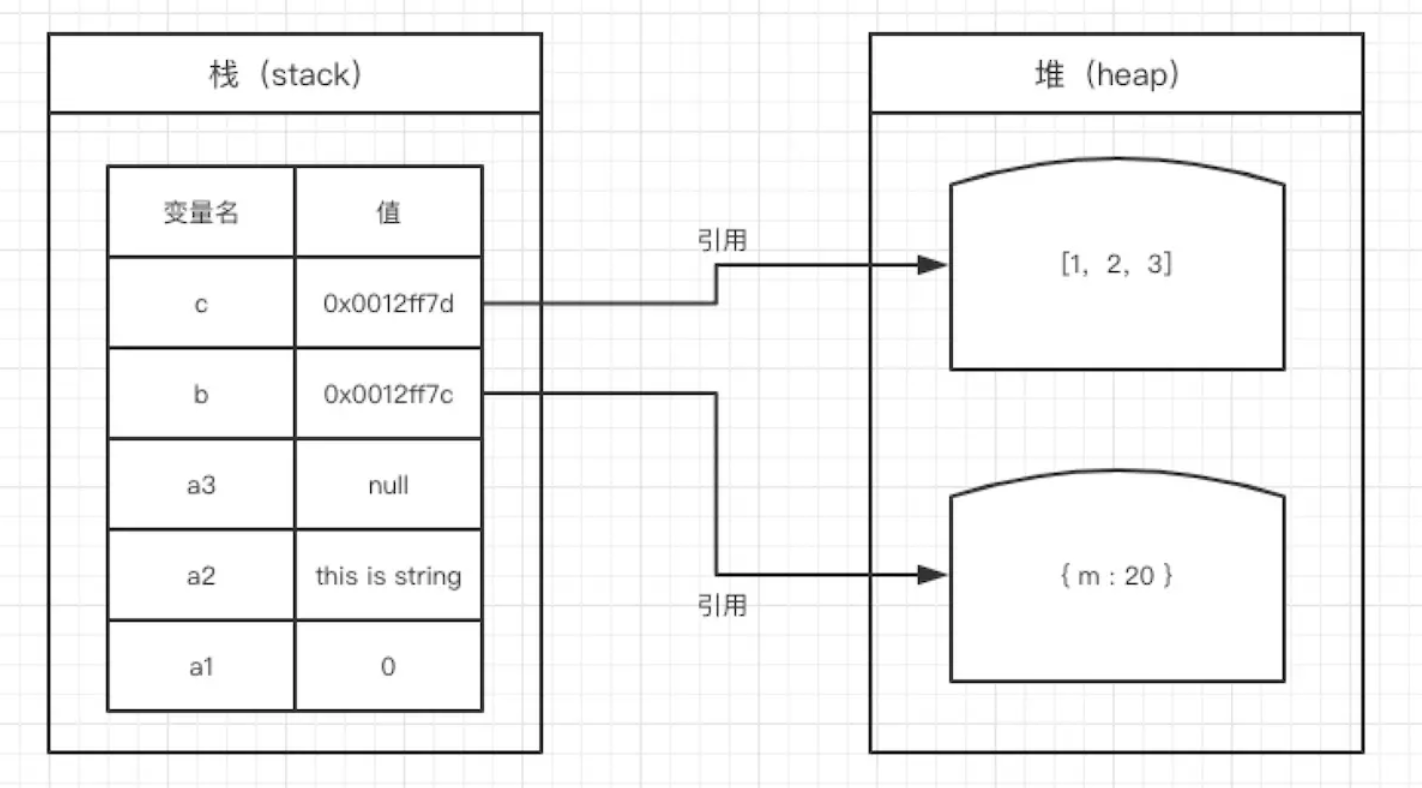 栈（stack）
变量名 值
c 0x0012ff7d
b 0x0012ff7c
a3 null
a2 this is string
a1 0
引用
引用
堆（heap）
[1, 2, 3]
{ m : 20 }